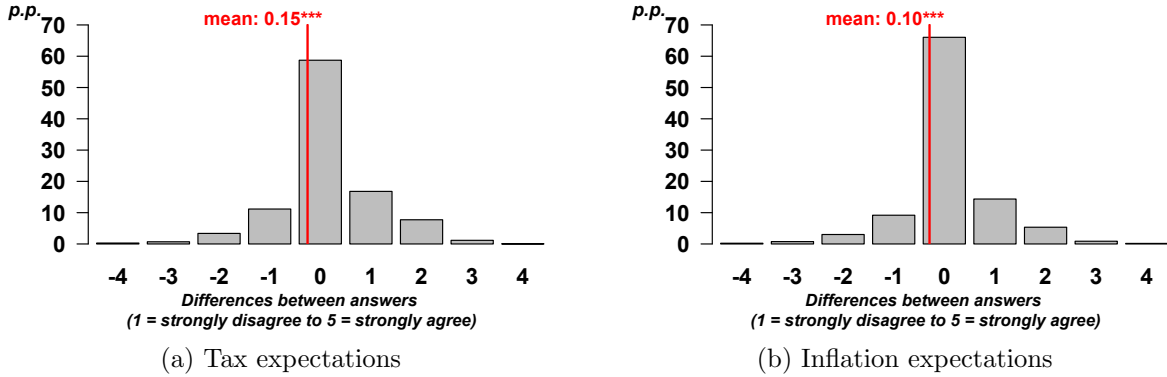 p.p.
mean: 0.15***
70
60
50
40
30
20
10
0
-4 -3 -2 -1 0 1 2 3 4
Differences between answers
(1 = strongly disagree to 5 = strongly agree)
(a) Tax expectations
p.p.
mean: 0.10***
70
60
50
40
30
20
10
0
-4 -3 -2 -1 0 1 2 3 4
Differences between answers
(1 = strongly disagree to 5 = strongly agree)
(b) Inflation expectations